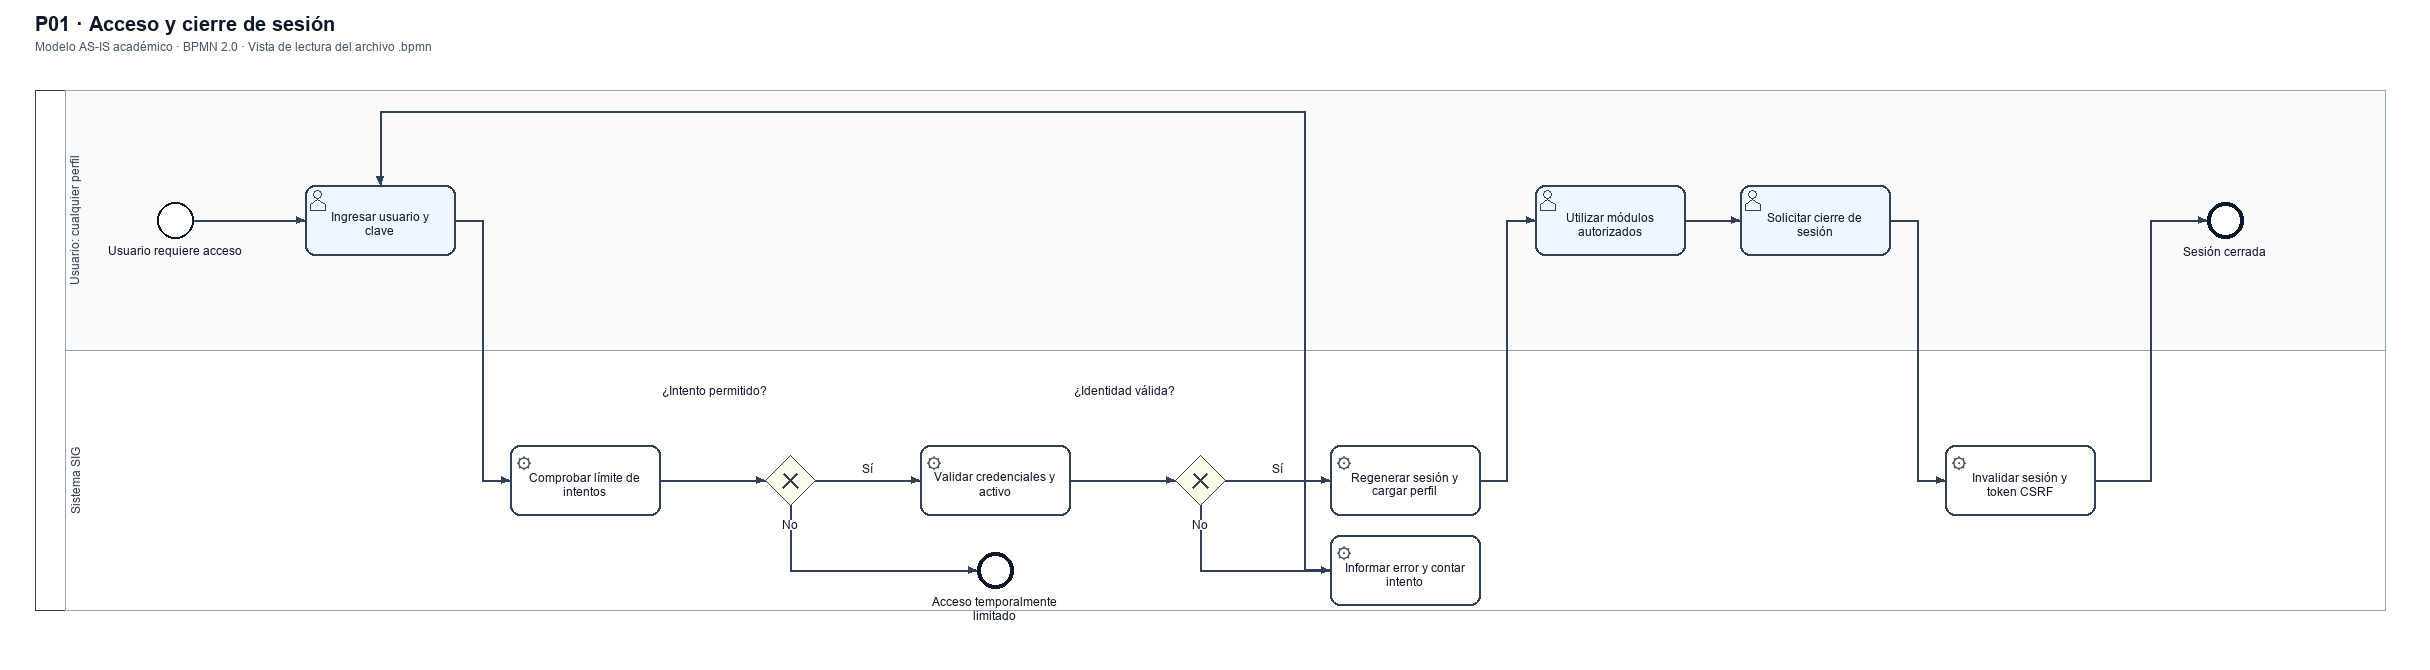 P01 · Acceso y cierre de sesión
Modelo AS-IS académico · BPMN 2.0 · Vista de lectura del archivo .bpmn
Usuario: cualquier perfil
Usuario requiere acceso
Ingresar usuario y
clave
Utilizar módulos
autorizados
Solicitar cierre de
sesión
Sesión cerrada
Sistema SIG
¿Intento permitido?
¿Identidad válida?
Comprobar límite de
intentos
Sí
No
Validar credenciales y
activo
Sí
No
Regenerar sesión y
cargar perfil
Invalidar sesión y
token CSRF
Acceso temporalmente
limitado
Informar error y contar
intento